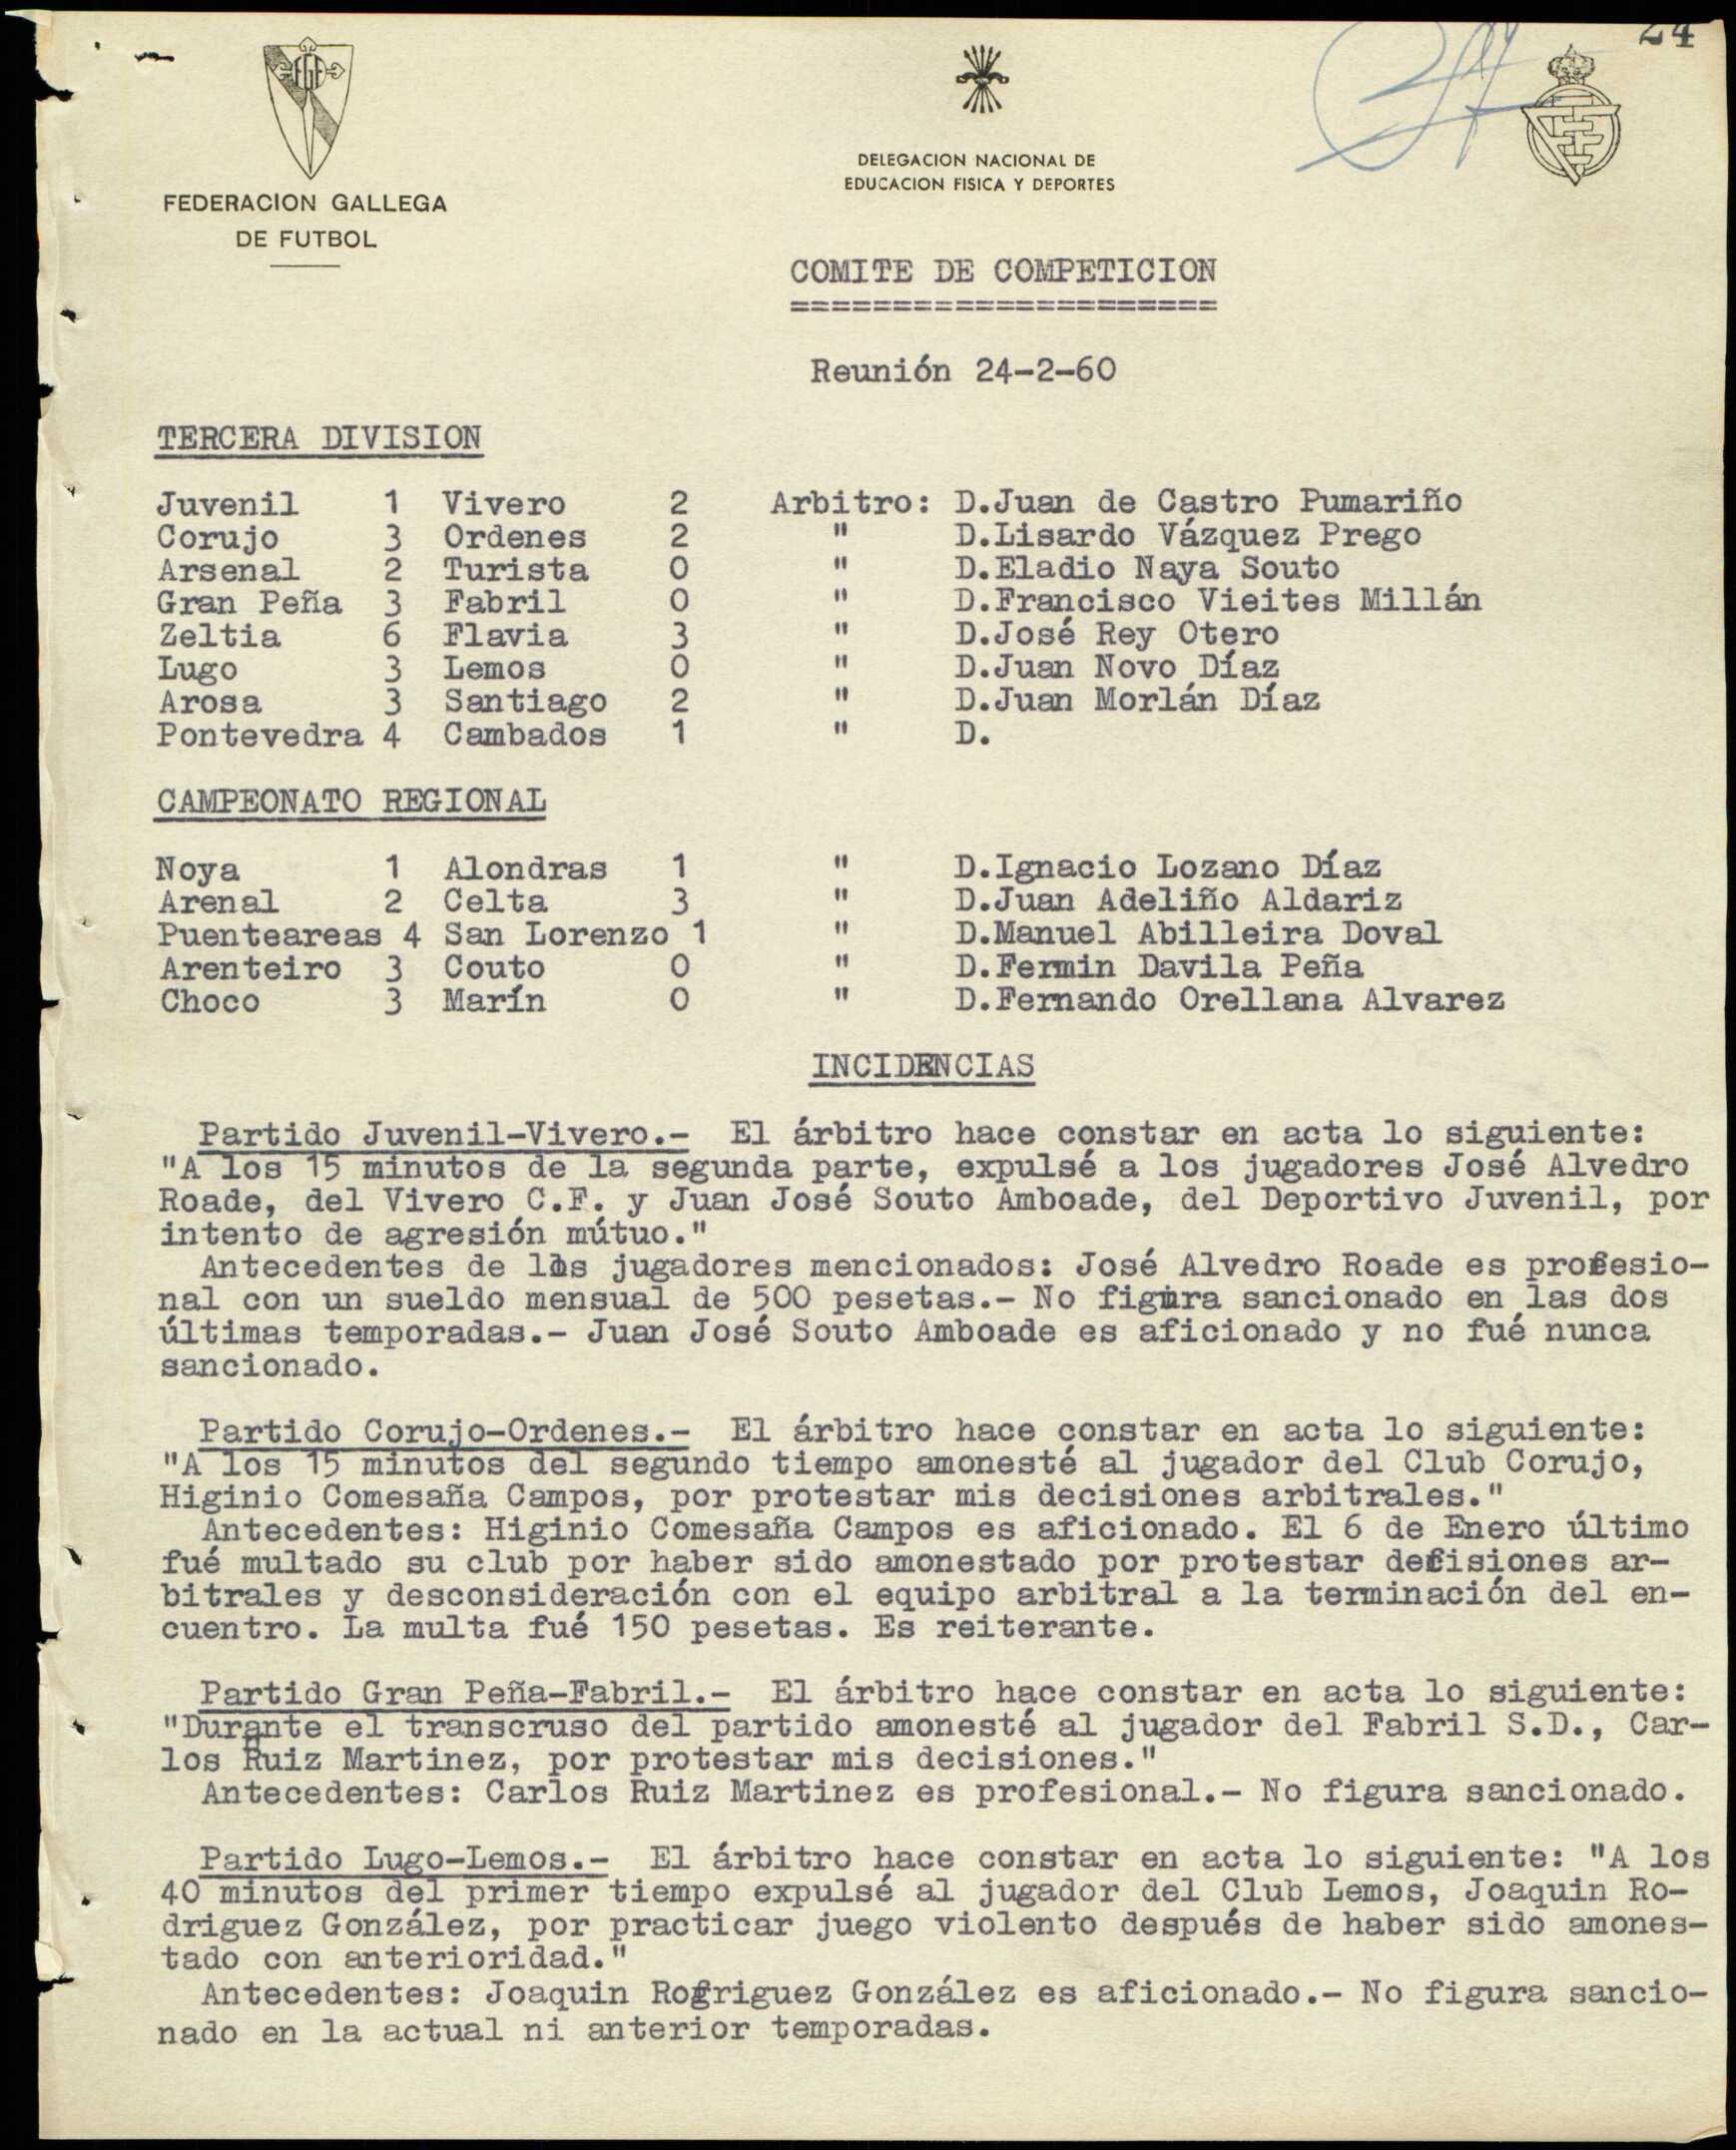 24
24
FGF
FEDERACION GALLEGA
DE FUTBOL
DELEGACION NACIONAL DE
EDUCACION FISICA Y DEPORTES
COMITE DE COMPETICION
=====================
Reunión 24-2-60
TERCERA DIVISION
Juvenil 1 Vivero 2 Arbitro: D.Juan de Castro Pumariño
Corujo 3 Ordenes 2 " D.Lisardo Vázquez Prego
Arsenal 2 Turista 0 " D.Eladio Naya Souto
Gran Peña 3 Fabril 0 " D.Francisco Vieites Millán
Zeltia 6 Flavia 3 " D.José Rey Otero
Lugo 3 Lemos 0 " D.Juan Novo Díaz
Arosa 3 Santiago 2 " D.Juan Morlán Díaz
Pontevedra 4 Cambados 1 " D.
CAMPEONATO REGIONAL
Noya 1 Alondras 1 " D.Ignacio Lozano Díaz
Arenal 2 Celta 3 " D.Juan Adeliño Aldariz
Puenteareas 4 San Lorenzo 1 " D.Manuel Abilleira Doval
Arenteiro 3 Couto 0 " D.Fermin Davila Peña
Choco 3 Marín 0 " D.Fernando Orellana Alvarez
INCIDENCIAS
Partido Juvenil-Vivero.- El árbitro hace constar en acta lo siguiente:
"A los 15 minutos de la segunda parte, expulsé a los jugadores José Alvedro
Roade, del Vivero C.F. y Juan José Souto Amboade, del Deportivo Juvenil, por
intento de agresión mútuo."
Antecedentes de los jugadores mencionados: José Alvedro Roade es profesio-
nal con un sueldo mensual de 500 pesetas.- No figura sancionado en las dos
últimas temporadas.- Juan José Souto Amboade es aficionado y no fué nunca
sancionado.
Partido Corujo-Ordenes.- El árbitro hace constar en acta lo siguiente:
"A los 15 minutos del segundo tiempo amonesté al jugador del Club Corujo,
Higinio Comesaña Campos, por protestar mis decisiones arbitrales."
Antecedentes: Higinio Comesaña Campos es aficionado. El 6 de Enero último
fué multado su club por haber sido amonestado por protestar decisiones ar-
bitrales y desconsideración con el equipo arbitral a la terminación del en-
cuentro. La multa fué 150 pesetas. Es reiterante.
Partido Gran Peña-Fabril.- El árbitro hace constar en acta lo siguiente:
"Durante el transcruso del partido amonesté al jugador del Fabril S.D., Car-
los Ruiz Martinez, por protestar mis decisiones."
Antecedentes: Carlos Ruiz Martinez es profesional.- No figura sancionado.
Partido Lugo-Lemos.- El árbitro hace constar en acta lo siguiente: "A los
40 minutos del primer tiempo expulsé al jugador del Club Lemos, Joaquin Ro-
driguez González, por practicar juego violento después de haber sido amones-
tado con anterioridad."
Antecedentes: Joaquin Rodriguez González es aficionado.- No figura sancio-
nado en la actual ni anterior temporadas.